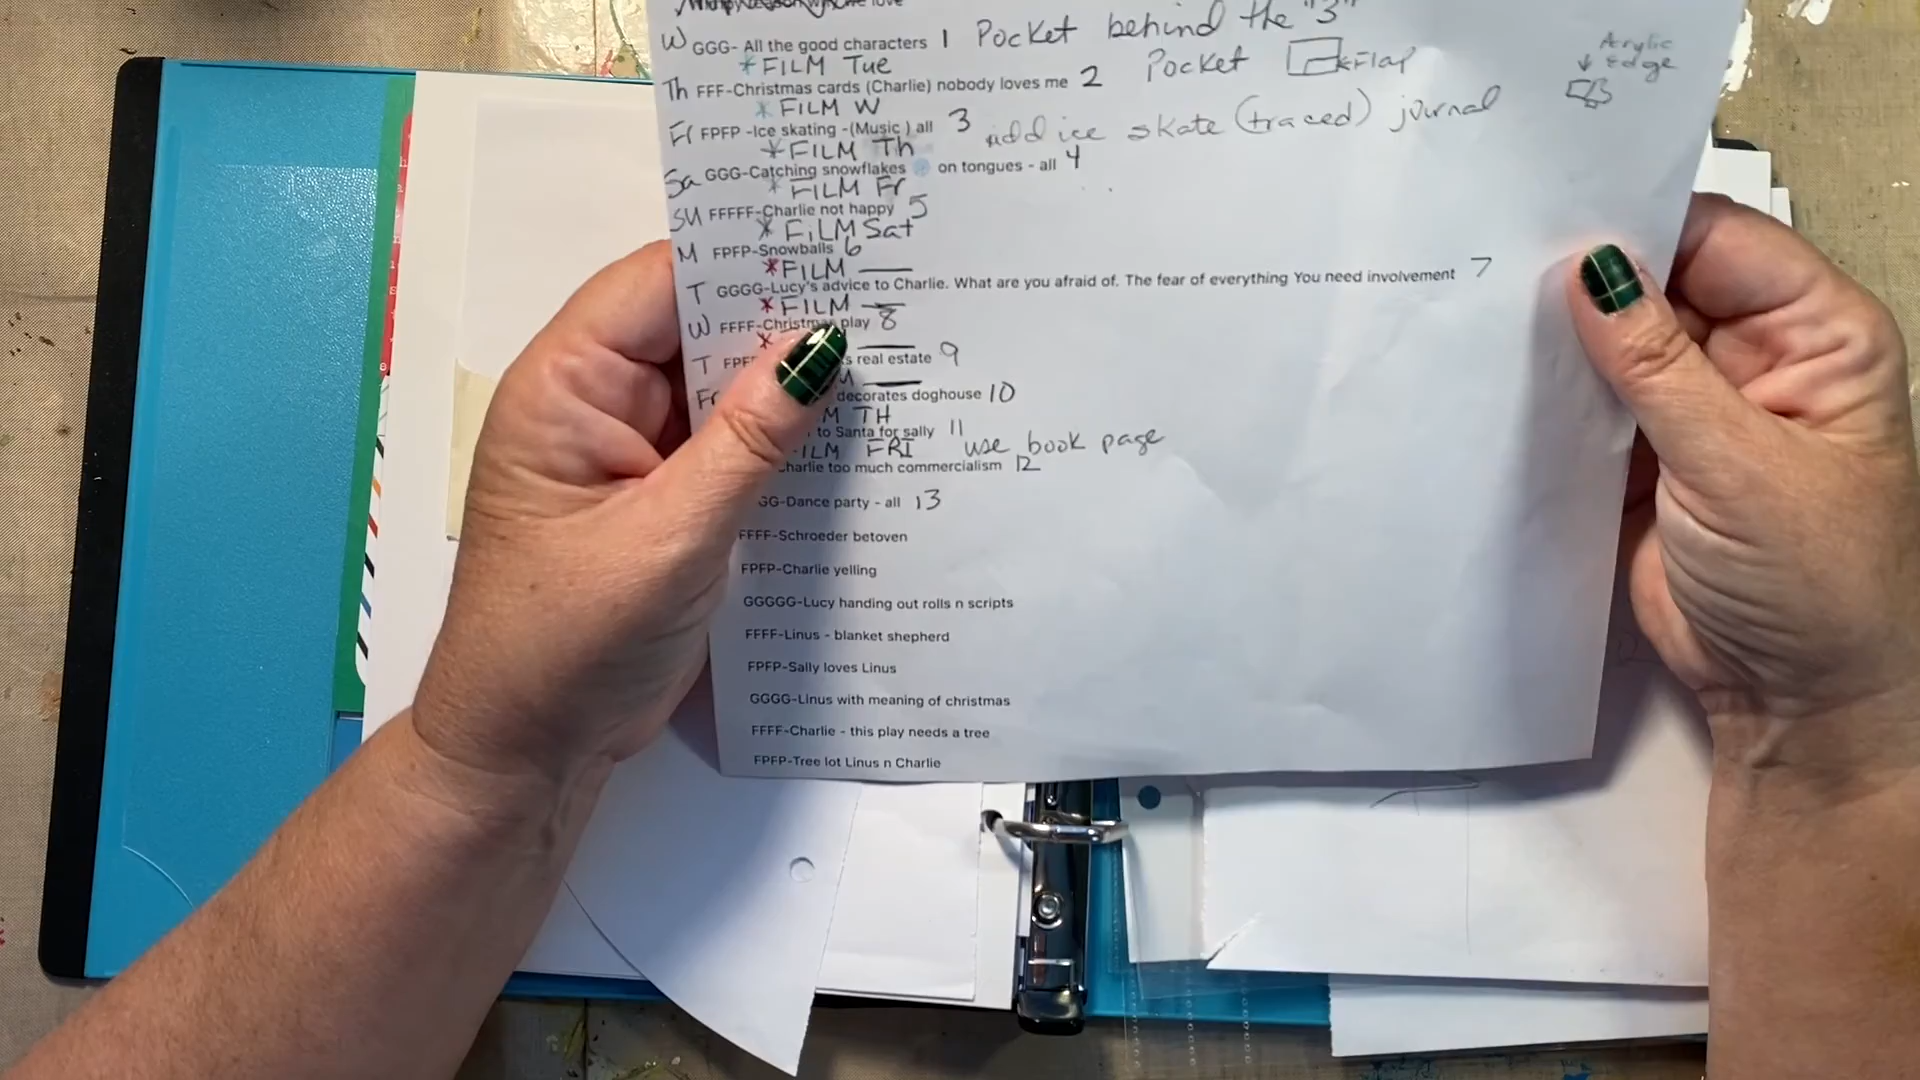 love
W GGG- All the good characters 1 Pocket behind the "3"
*FILM Tue
Pocket Flap
Acrylic Edge
Th FFF-Christmas cards (Charlie) nobody loves me 2
*FILM W
Fr FPFP -Ice skating -(Music ) all 3 add ice skate (traced) journal
*FILM Th
Sa GGG-Catching snowflakes on tongues - all 4
*FILM Fr
SU FFFFF-Charlie not happy 5
*FiLM Sat
M FPFP-Snowballs 6
*FILM
T GGGG-Lucy's advice to Charlie. What are you afraid of. The fear of everything You need involvement 7
*FILM
W FFFF-Christmas play 8
*
T real estate 9
Fr decorates doghouse 10
M TH
to Santa for sally 11
FRI use book page
Charlie too much commercialism 12
GG-Dance party - all 13
FFFF-Schroeder betoven
FPFP-Charlie yelling
GGGGG-Lucy handing out rolls n scripts
FFFF-Linus - blanket shepherd
FPFP-Sally loves Linus
GGGG-Linus with meaning of christmas
FFFF-Charlie - this play needs a tree
FPFP-Tree lot Linus n Charlie